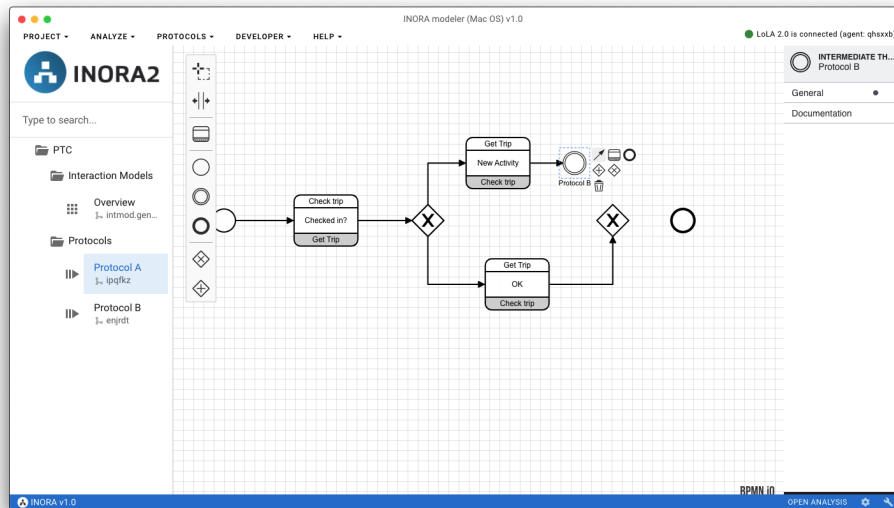 INORA modeler (Mac OS) v1.0
PROJECT ANALYZE PROTOCOLS DEVELOPER HELP
LoLA 2.0 is connected (agent: qhsxxb)
INORA2
Type to search...
PTC
Interaction Models
Overview
intmod.gen...
Protocols
Protocol A
ipqfkz
Protocol B
enjrdt
Check trip
Checked in?
Get Trip
X
Get Trip
New Activity
Check trip
Protocol B
Get Trip
OK
Check trip
X
INTERMEDIATE TH...
Protocol B
General
Documentation
BPMN.iO
INORA v1.0
OPEN ANALYSIS